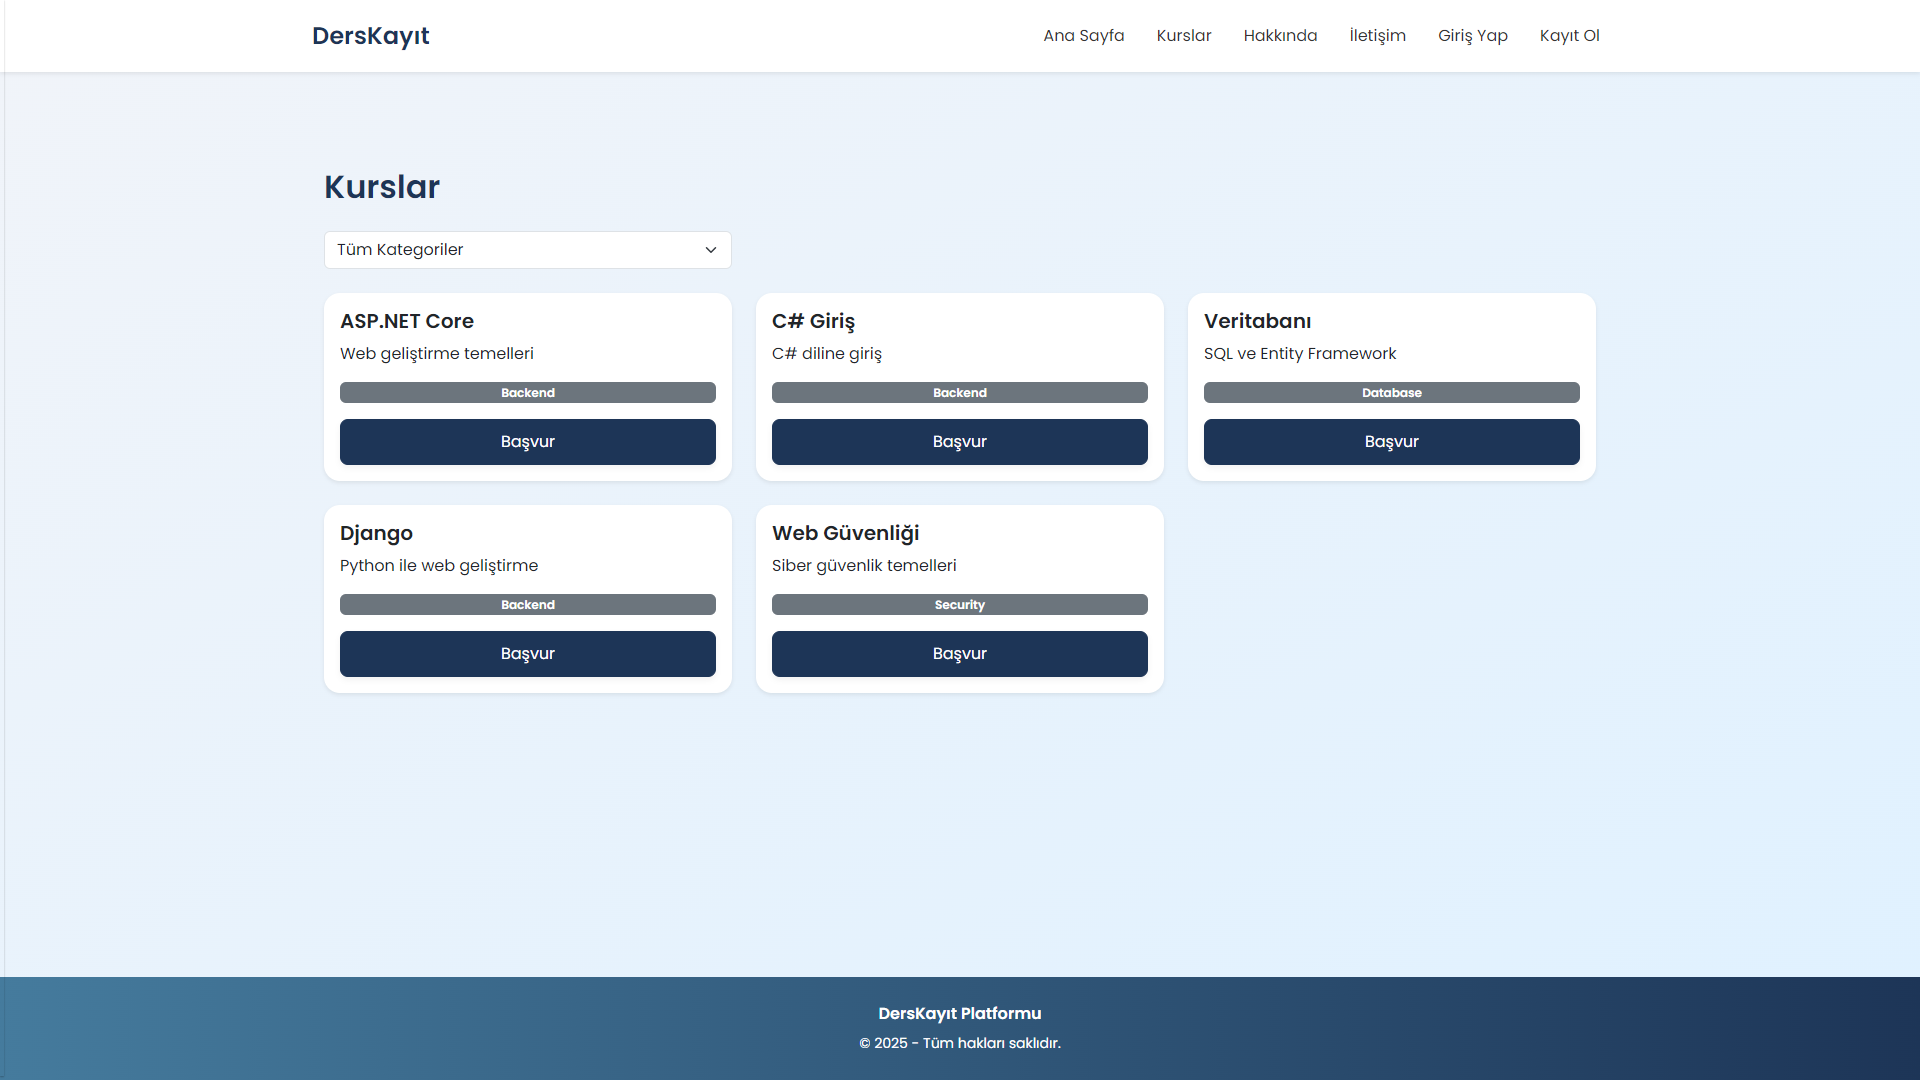 DersKayıt
Ana Sayfa Kurslar Hakkında İletişim Giriş Yap Kayıt Ol
Kurslar
Tüm Kategoriler
ASP.NET Core
Web geliştirme temelleri
Backend
Başvur
C# Giriş
C# diline giriş
Backend
Başvur
Veritabanı
SQL ve Entity Framework
Database
Başvur
Django
Python ile web geliştirme
Backend
Başvur
Web Güvenliği
Siber güvenlik temelleri
Security
Başvur
DersKayıt Platformu
© 2025 - Tüm hakları saklıdır.